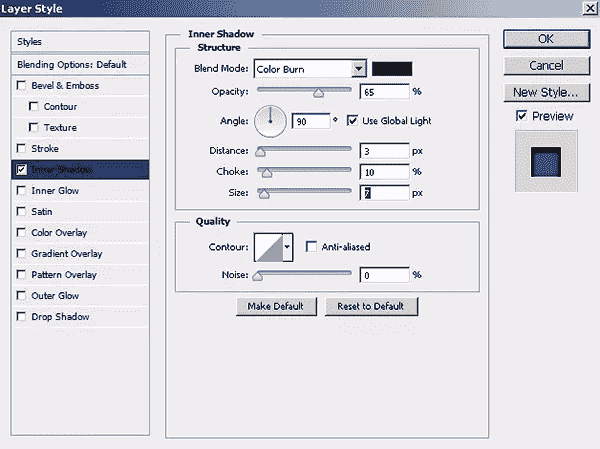 Layer Style
Styles
Blending Options: Default
Bevel & Emboss
Contour
Texture
Stroke
Inner Shadow
Inner Glow
Satin
Color Overlay
Gradient Overlay
Pattern Overlay
Outer Glow
Drop Shadow
Inner Shadow
Structure
Blend Mode: Color Burn
Opacity: 65 %
Angle: 90 ° Use Global Light
Distance: 3 px
Choke: 10 %
Size: 7 px
Quality
Contour: Anti-aliased
Noise: 0 %
Make Default Reset to Default
OK
Cancel
New Style...
Preview